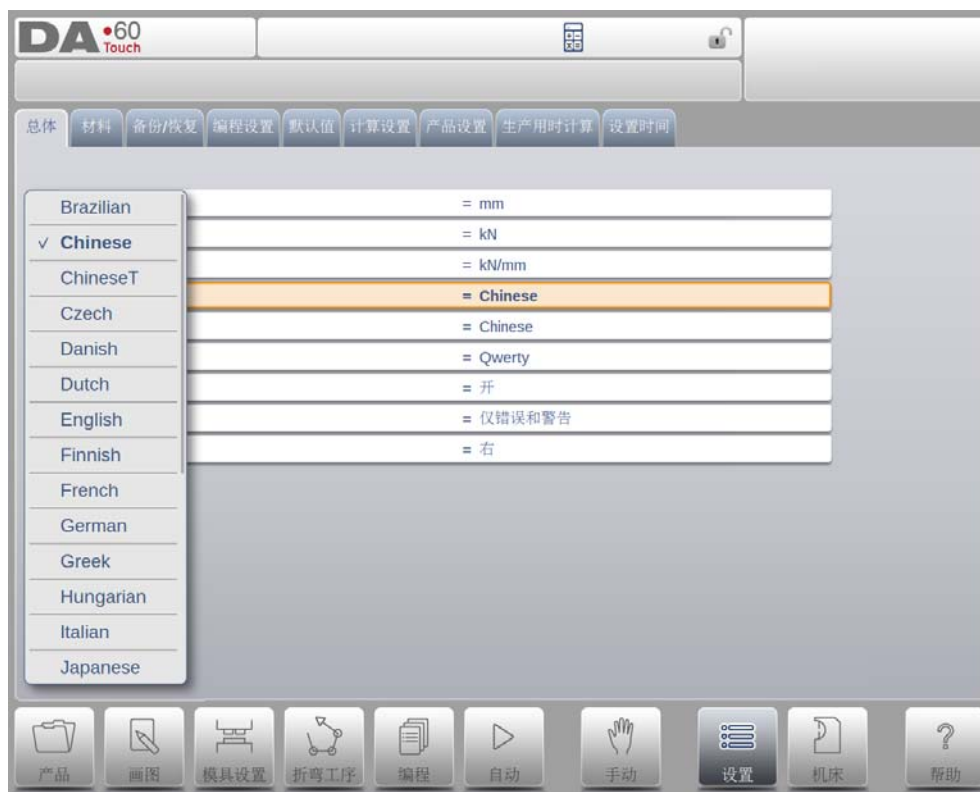 DA •60
Touch
总体 材料 备份/恢复 编程设置 默认值 计算设置 产品设置 生产用时计算 设置时间
Brazilian
= mm
✓ Chinese
= kN
ChineseT
= kN/mm
Czech
= Chinese
Danish
= Chinese
Dutch
= Qwerty
English
= 开
Finnish
= 仅错误和警告
French
= 右
German
Greek
Hungarian
Italian
Japanese
产品 画图 模具设置 折弯工序 编程 自动 手动 设置 机床 帮助